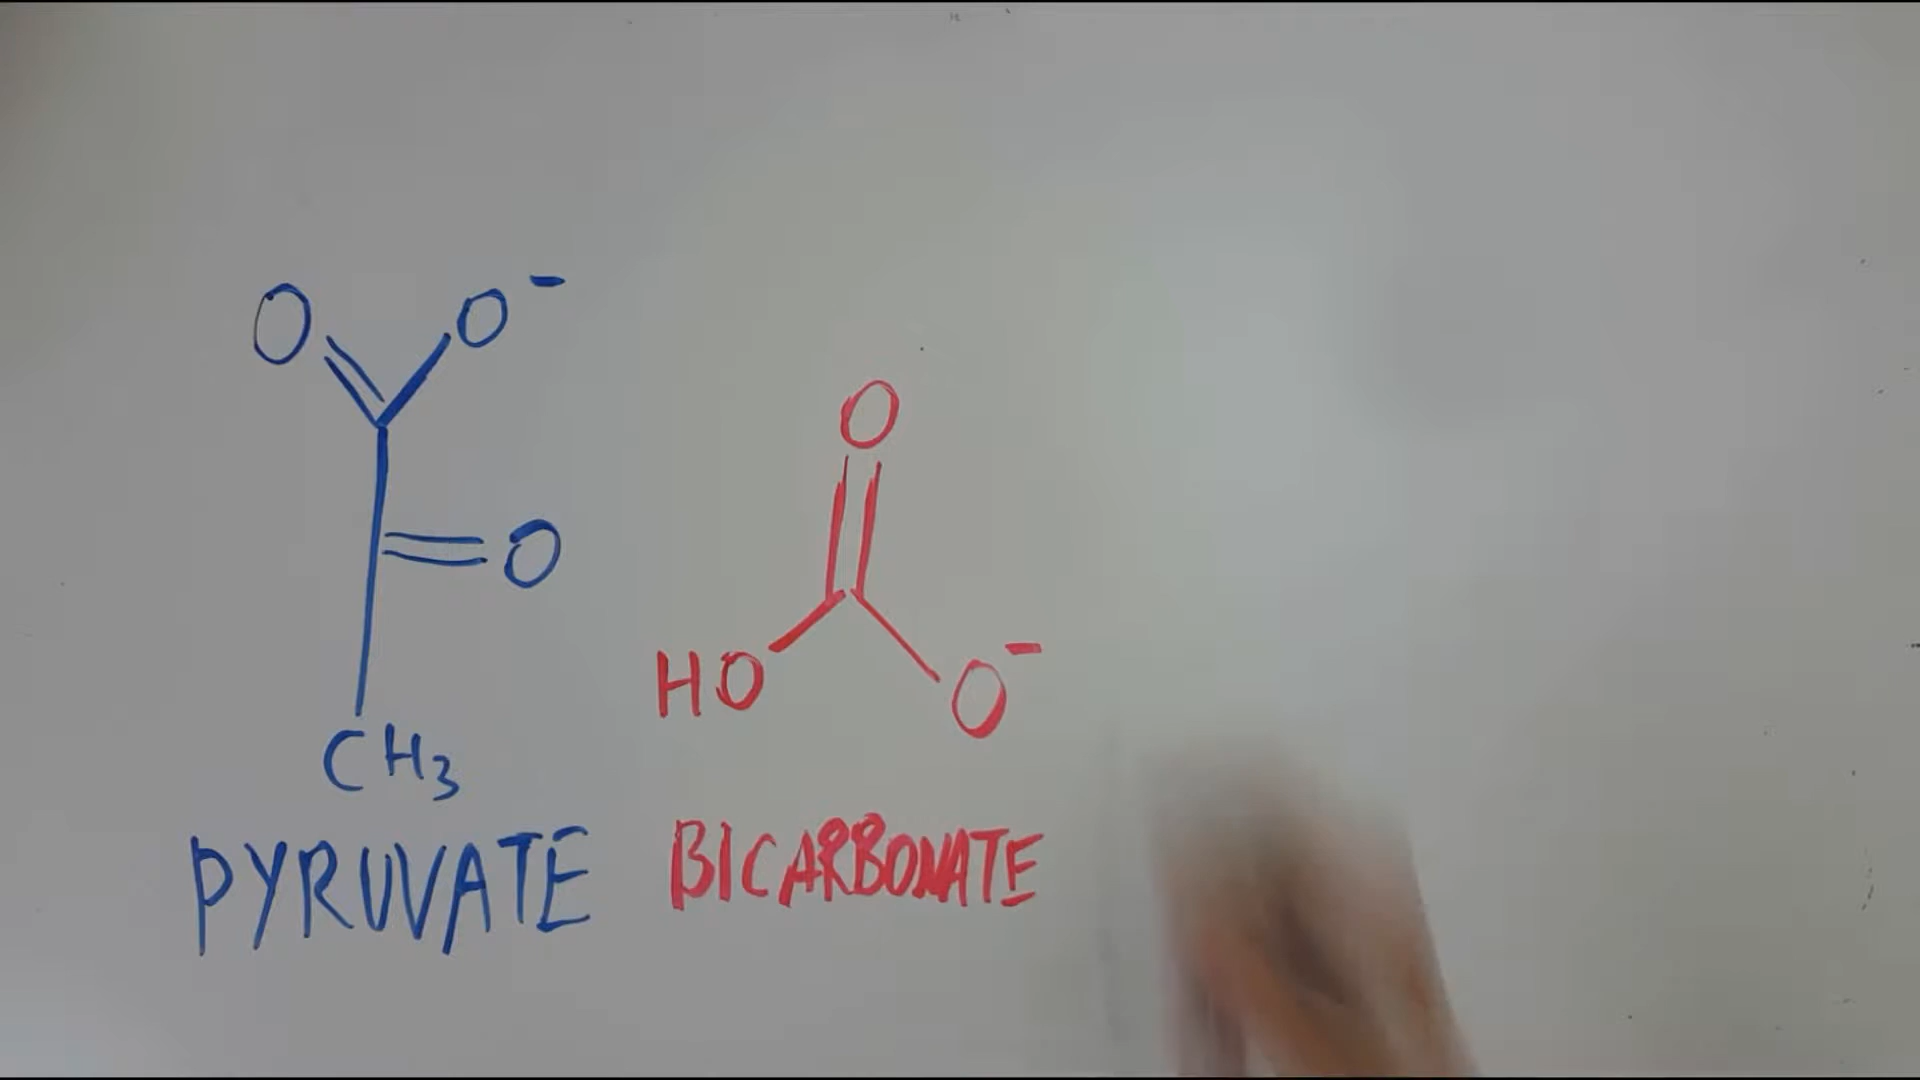 O O⁻
O
CH₃
PYRUVATE
O
HO O⁻
BICARBONATE